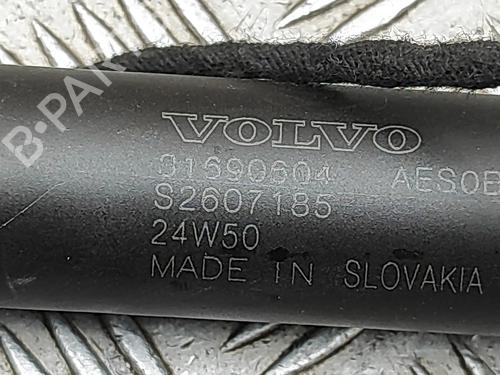 VOLVO
31690604 AESOB
S2607185
24W50
MADE IN SLOVAKIA
B-PARTS